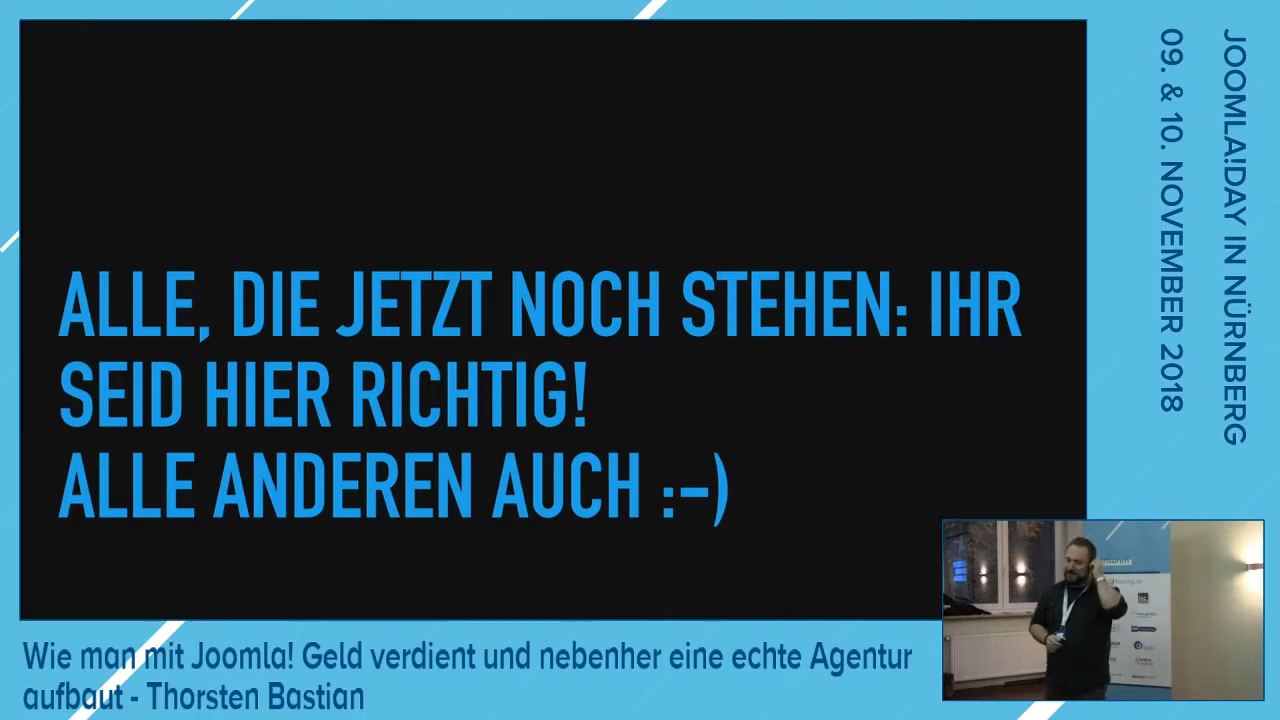 ALLE, DIE JETZT NOCH STEHEN: IHR
SEID HIER RICHTIG!
ALLE ANDEREN AUCH :-)
JOOMLA!DAY IN NÜRNBERG
09. & 10. NOVEMBER 2018
Wie man mit Joomla! Geld verdient und nebenher eine echte Agentur
aufbaut - Thorsten Bastian